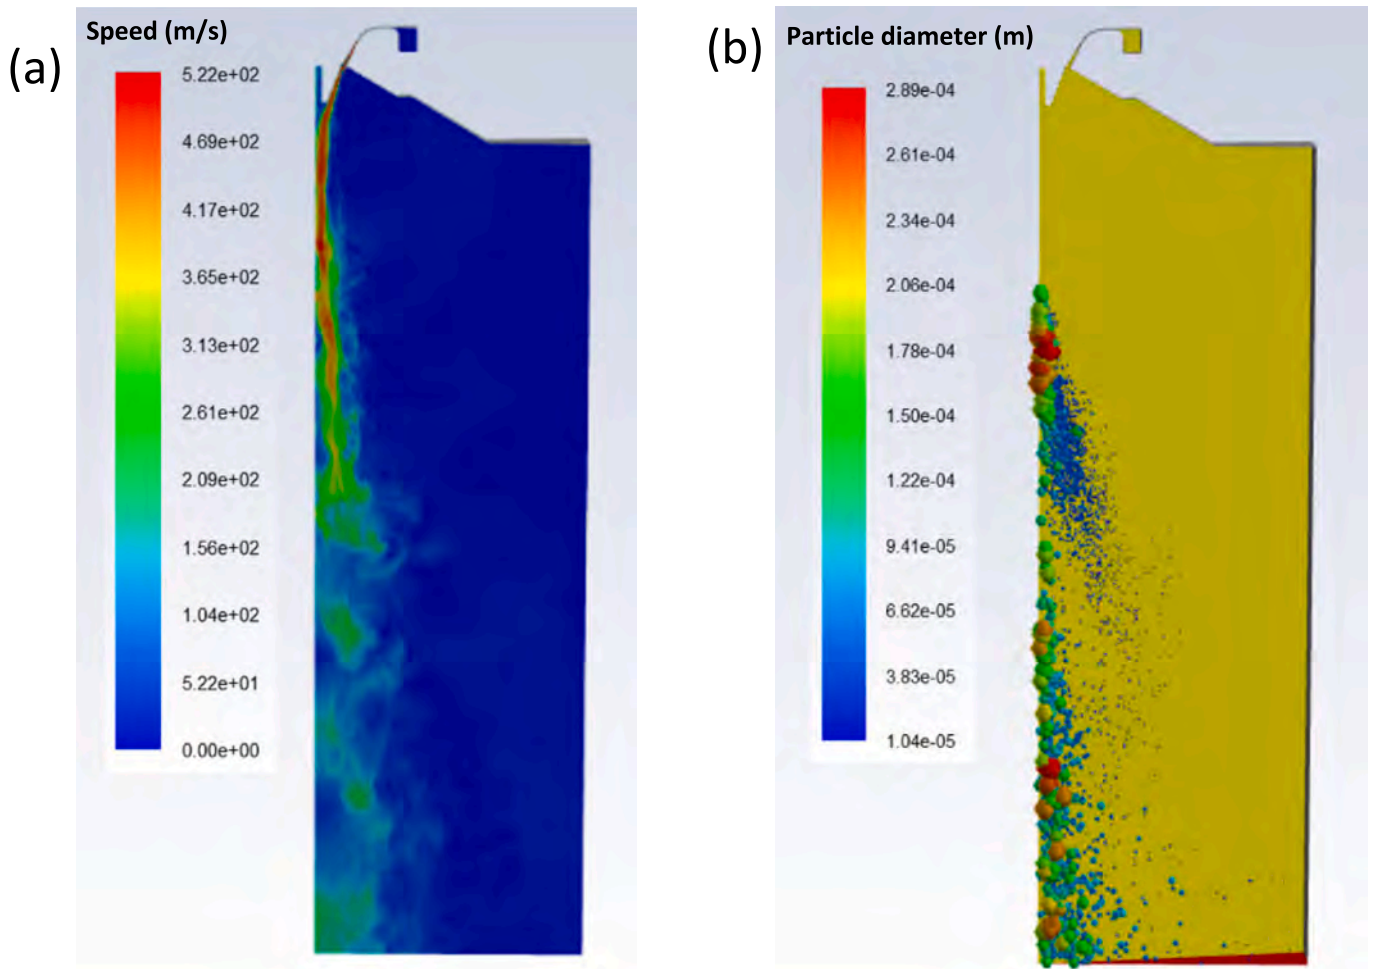 (a)
Speed (m/s)
5.22e+02
4.69e+02
4.17e+02
3.65e+02
3.13e+02
2.61e+02
2.09e+02
1.56e+02
1.04e+02
5.22e+01
0.00e+00
(b)
Particle diameter (m)
2.89e-04
2.61e-04
2.34e-04
2.06e-04
1.78e-04
1.50e-04
1.22e-04
9.41e-05
6.62e-05
3.83e-05
1.04e-05